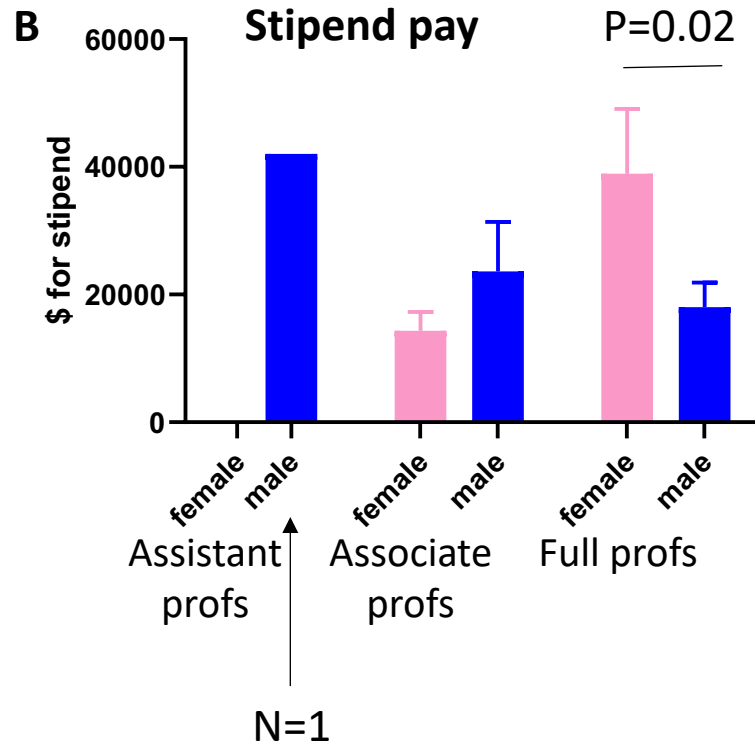 B
Stipend pay
P=0.02
$ for stipend
60000
40000
20000
0
female
male
female
male
female
male
Assistant
profs
Associate
profs
Full profs
N=1